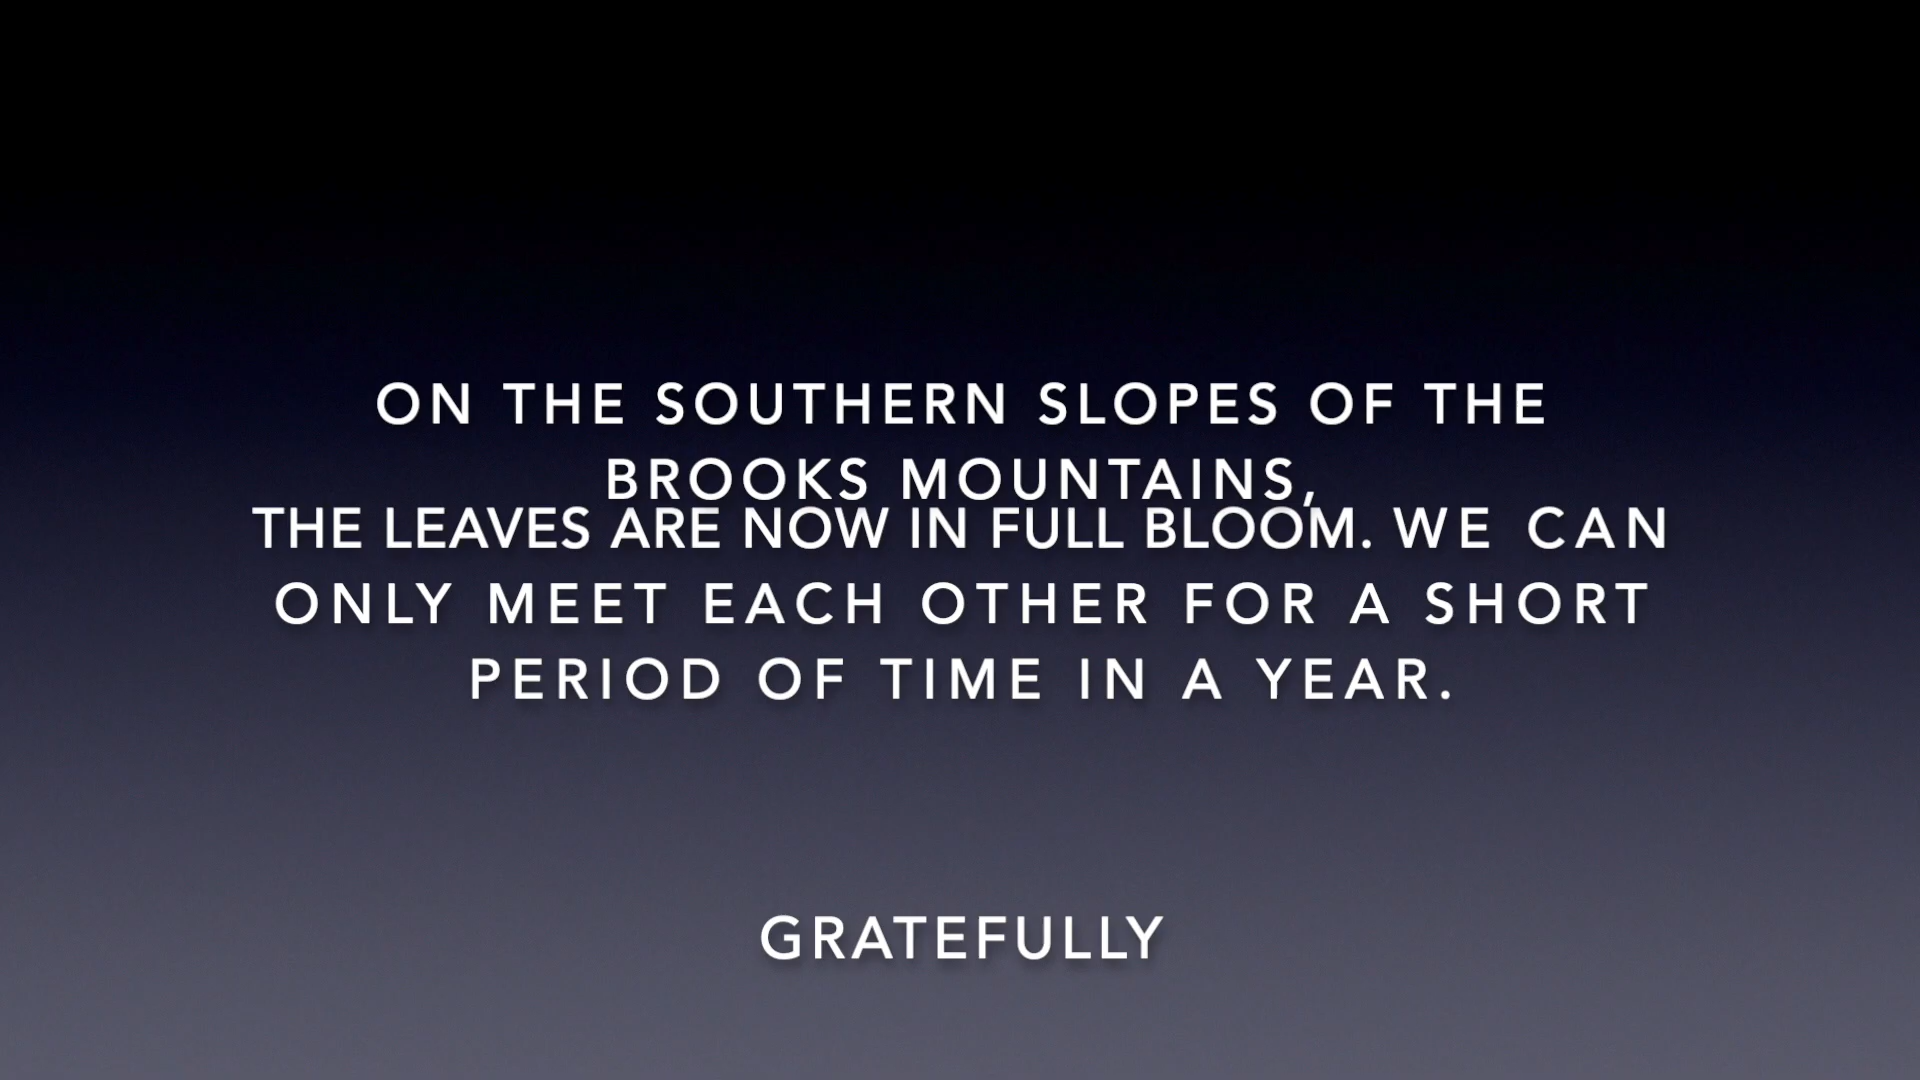 ON THE SOUTHERN SLOPES OF THE
BROOKS MOUNTAINS,
THE LEAVES ARE NOW IN FULL BLOOM. WE CAN
ONLY MEET EACH OTHER FOR A SHORT
PERIOD OF TIME IN A YEAR.
GRATEFULLY